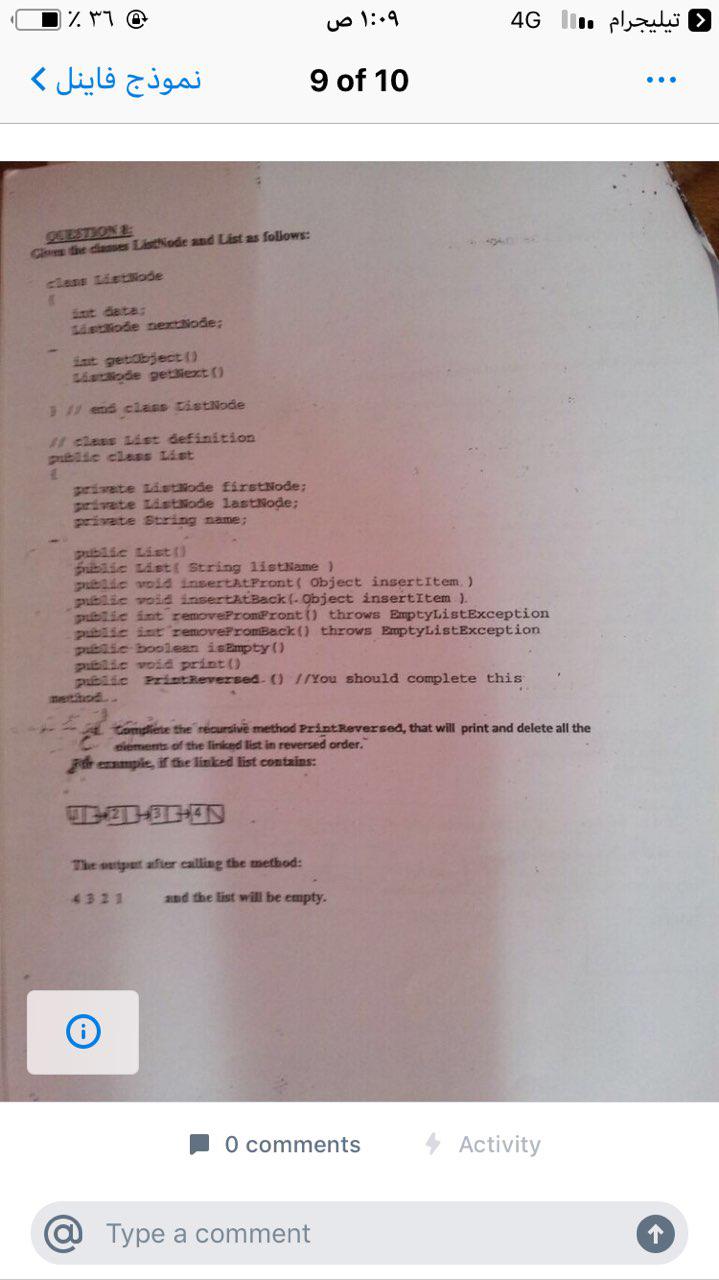 ٣٦ ٪ ١:٠٩ ص 4G تيليجرام
نموذج فاينل 9 of 10
QUESTION 8:
Given the classes ListNode and List as follows:
class ListNode
{
int data;
ListNode nextNode;
int getObject()
ListNode getNext()
} // end class ListNode
// class List definition
public class List
{
private ListNode firstNode;
private ListNode lastNode;
private String name;
public List()
public List( String listName )
public void insertAtFront( Object insertItem )
public void insertAtBack( Object insertItem )
public int removeFromFront() throws EmptyListException
public int removeFromBack() throws EmptyListException
public boolean isEmpty()
public void print()
public PrintReversed () //You should complete this
method..
Complete the recursive method PrintReversed, that will print and delete all the
elements of the linked list in reversed order.
For example, if the linked list contains:
1 2 3 4
The output after calling the method:
4 3 2 1 and the list will be empty.
0 comments Activity
@ Type a comment